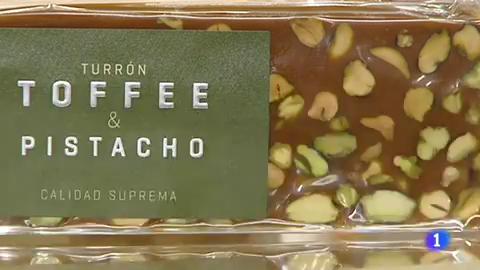 TURRÓN
TOFFEE
&
PISTACHO
CALIDAD SUPREMA
1